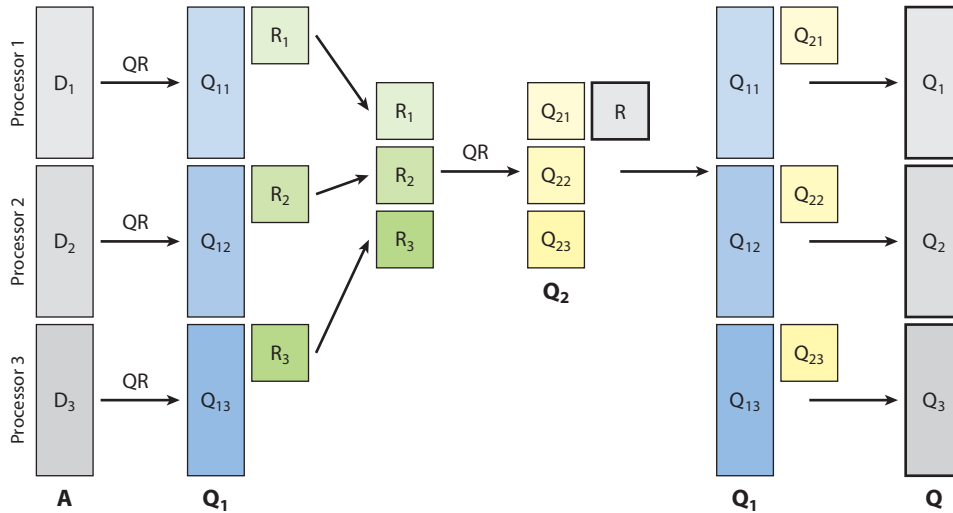 Processor 1
D₁
QR
Q₁₁
R₁
R₁
Q₂₁
R
Q₁₁
Q₂₁
Q₁
Processor 2
D₂
QR
Q₁₂
R₂
R₂
QR
Q₂₂
Q₁₂
Q₂₂
Q₂
Processor 3
D₃
QR
Q₁₃
R₃
R₃
Q₂₃
Q₂
Q₁₃
Q₂₃
Q₃
A
Q₁
Q₁
Q